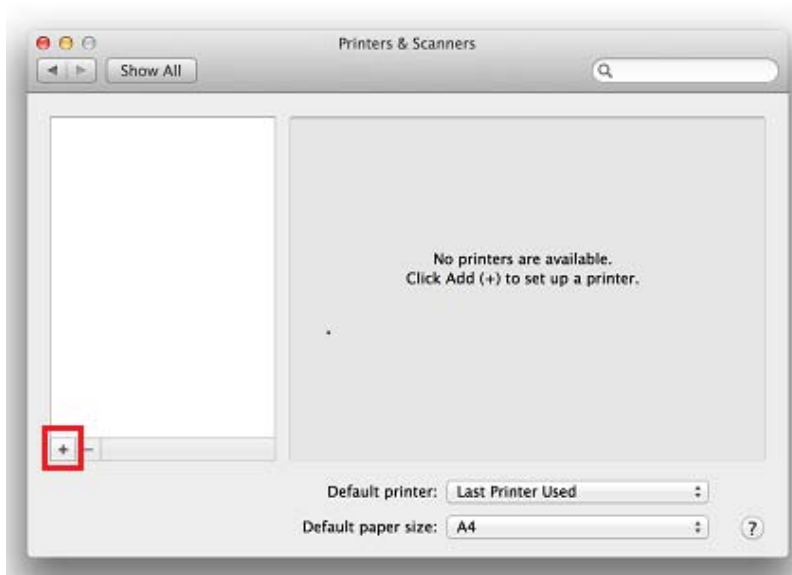 Printers & Scanners
Show All
No printers are available.
Click Add (+) to set up a printer.
+ −
Default printer: Last Printer Used
Default paper size: A4
?